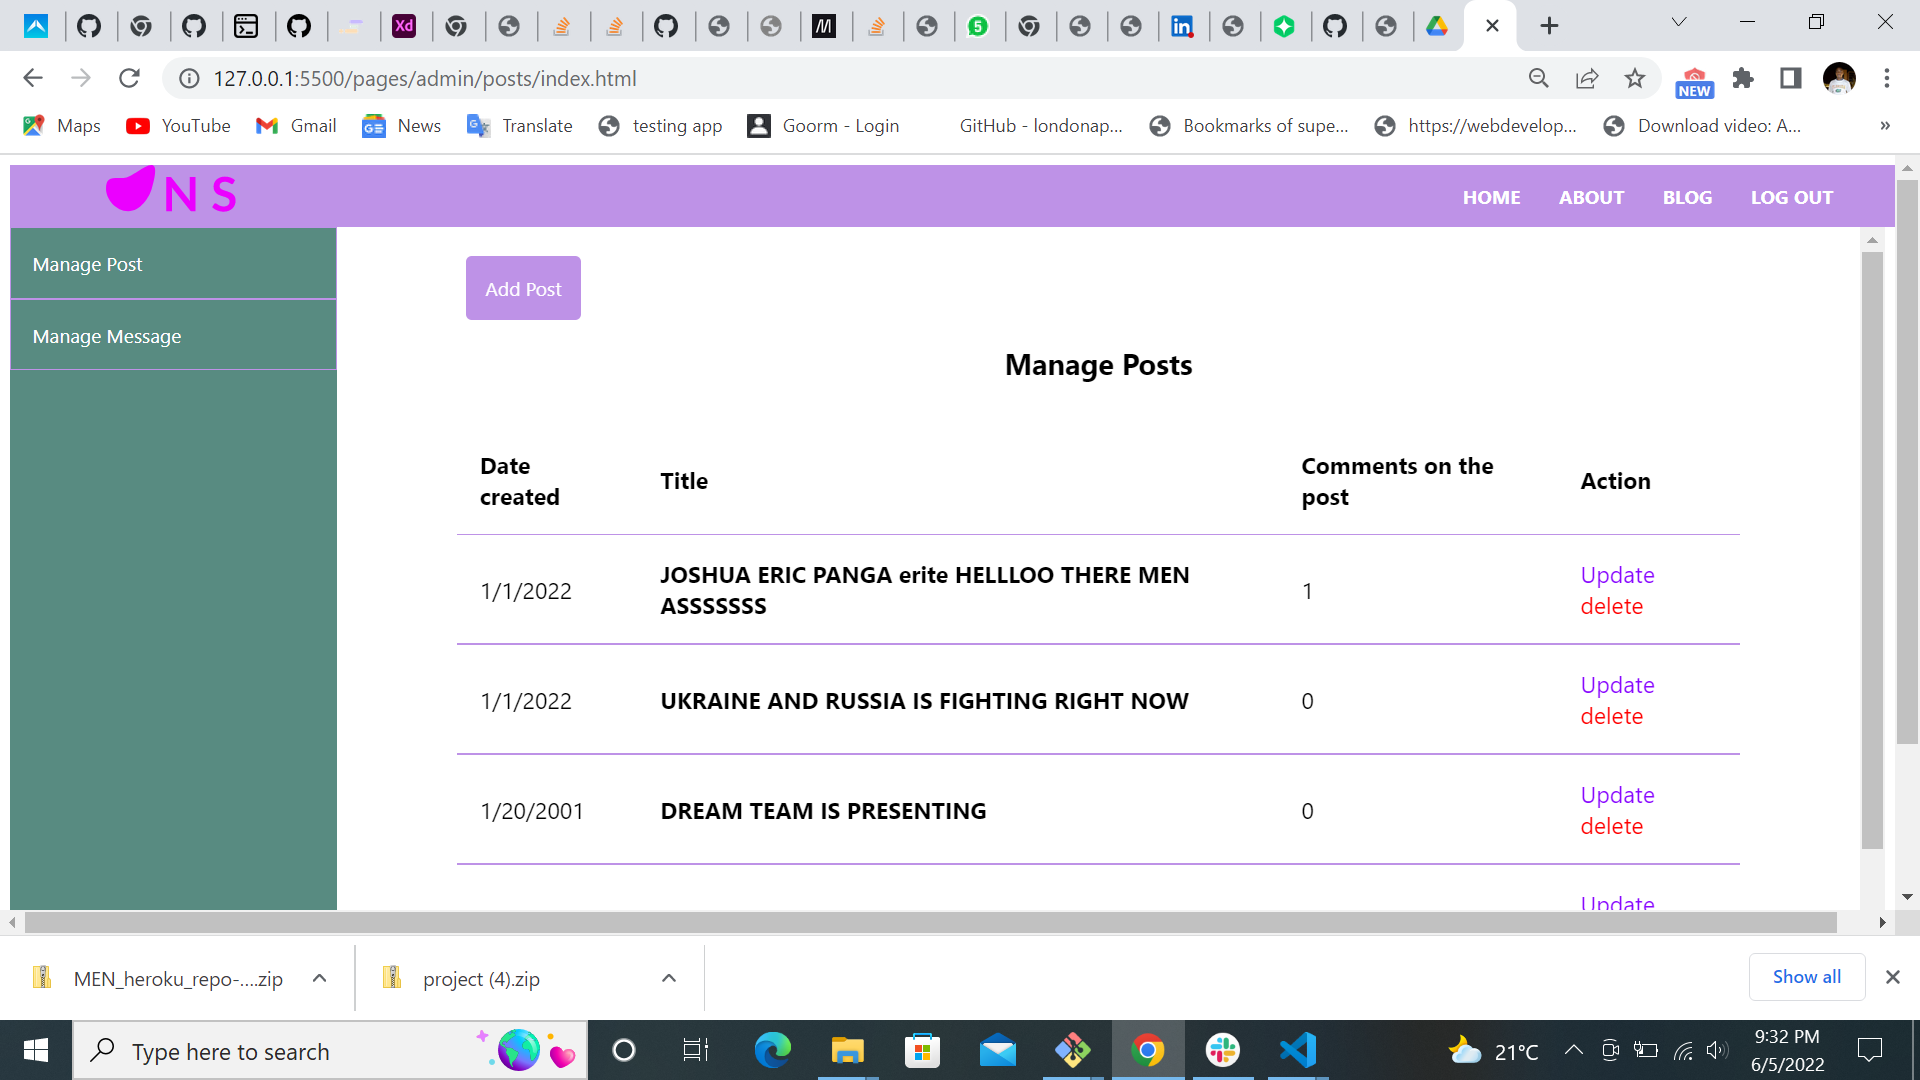 127.0.0.1:5500/pages/admin/posts/index.html
NEW
Maps YouTube Gmail News Translate testing app Goorm - Login GitHub - londonap... Bookmarks of supe... https://webdevelop... Download video: A... »
N S
HOME ABOUT BLOG LOG OUT
Manage Post
Manage Message
Add Post
Manage Posts
Date created Title Comments on the post Action
1/1/2022 JOSHUA ERIC PANGA erite HELLLOO THERE MEN ASSSSSSS 1 Update delete
1/1/2022 UKRAINE AND RUSSIA IS FIGHTING RIGHT NOW 0 Update delete
1/20/2001 DREAM TEAM IS PRESENTING 0 Update delete
Update
MEN_heroku_repo-....zip project (4).zip Show all
Type here to search
21°C
9:32 PM
6/5/2022